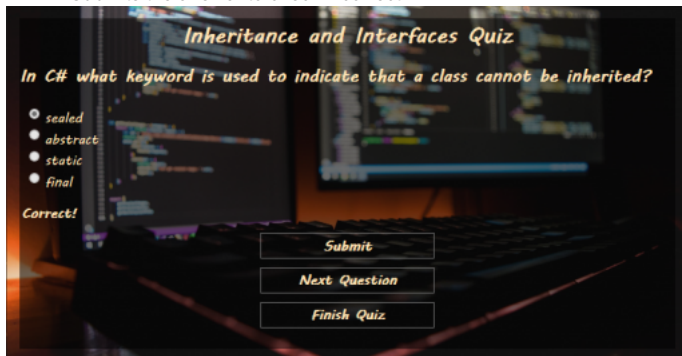 Inheritance and Interfaces Quiz
In C# what keyword is used to indicate that a class cannot be inherited?
sealed
abstract
static
final
Correct!
Submit
Next Question
Finish Quiz